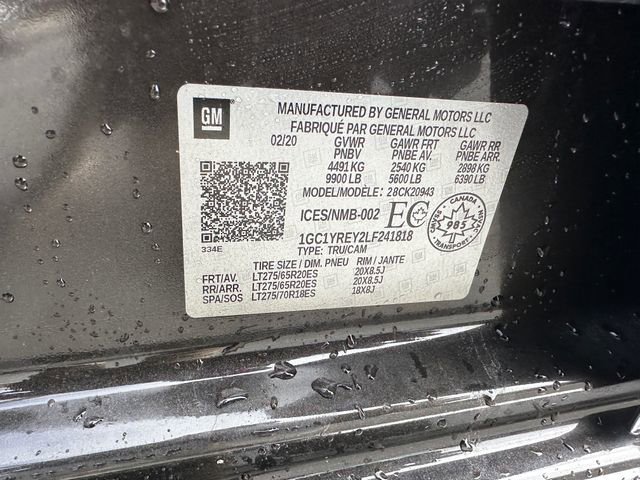 GM
MANUFACTURED BY GENERAL MOTORS LLC
FABRIQUÉ PAR GENERAL MOTORS LLC
02/20 GVWR GAWR FRT GAWR RR
PNBV PNBE AV. PNBE ARR.
4491 KG 2540 KG 2898 KG
9900 LB 5600 LB 6390 LB
MODEL/MODÈLE: 28CK20943
ICES/NMB-002 EC
CANADA
985
TRANSPORT
1GC1YREY2LF241818
TYPE: TRU/CAM
334E
TIRE SIZE / DIM. PNEU RIM / JANTE
FRT/AV. LT275/65R20ES 20X8.5J
RR/ARR. LT275/65R20ES 20X8.5J
SPA/SOS LT275/70R18ES 18X8J